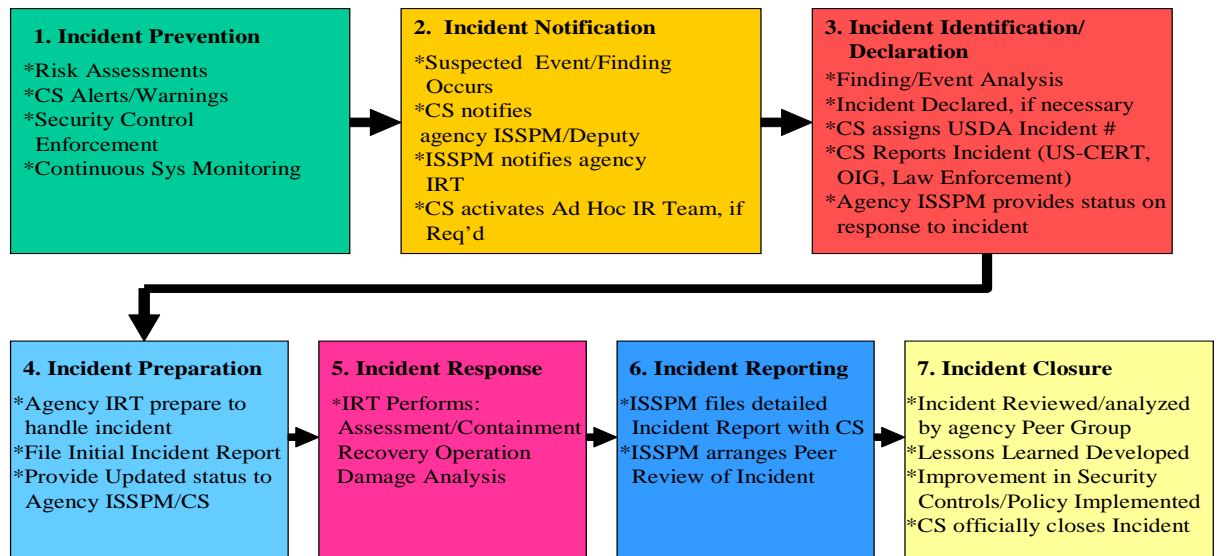 1. Incident Prevention
*Risk Assessments
*CS Alerts/Warnings
*Security Control
Enforcement
*Continuous Sys Monitoring
2. Incident Notification
*Suspected Event/Finding
Occurs
*CS notifies
agency ISSPM/Deputy
*ISSPM notifies agency
IRT
*CS activates Ad Hoc IR Team, if
Req'd
3. Incident Identification/
Declaration
*Finding/Event Analysis
*Incident Declared, if necessary
*CS assigns USDA Incident #
*CS Reports Incident (US-CERT,
OIG, Law Enforcement)
*Agency ISSPM provides status on
response to incident
4. Incident Preparation
*Agency IRT prepare to
handle incident
*File Initial Incident Report
*Provide Updated status to
Agency ISSPM/CS
5. Incident Response
*IRT Performs:
Assessment/Containment
Recovery Operation
Damage Analysis
6. Incident Reporting
*ISSPM files detailed
Incident Report with CS
*ISSPM arranges Peer
Review of Incident
7. Incident Closure
*Incident Reviewed/analyzed
by agency Peer Group
*Lessons Learned Developed
*Improvement in Security
Controls/Policy Implemented
*CS officially closes Incident